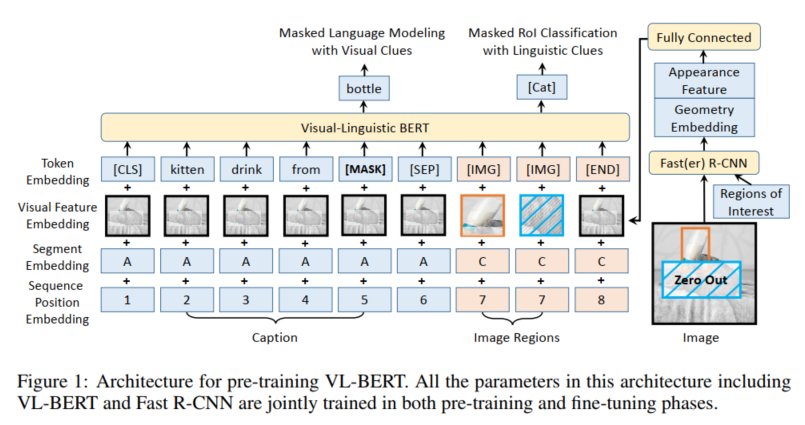 Masked Language Modeling
with Visual Clues
Masked RoI Classification
with Linguistic Clues
Fully Connected
bottle
[Cat]
Appearance
Feature
Geometry
Embedding
Visual-Linguistic BERT
Fast(er) R-CNN
Regions of
Interest
Token
Embedding
[CLS] kitten drink from [MASK] [SEP] [IMG] [IMG] [END]
+ + + + + + + + +
Visual Feature
Embedding
+ + + + + + + + +
Segment
Embedding
A A A A A A C C C
+ + + + + + + + +
Sequence
Position
Embedding
1 2 3 4 5 6 7 7 8
Zero Out
Caption
Image Regions
Image
Figure 1: Architecture for pre-training VL-BERT. All the parameters in this architecture including
VL-BERT and Fast R-CNN are jointly trained in both pre-training and fine-tuning phases.